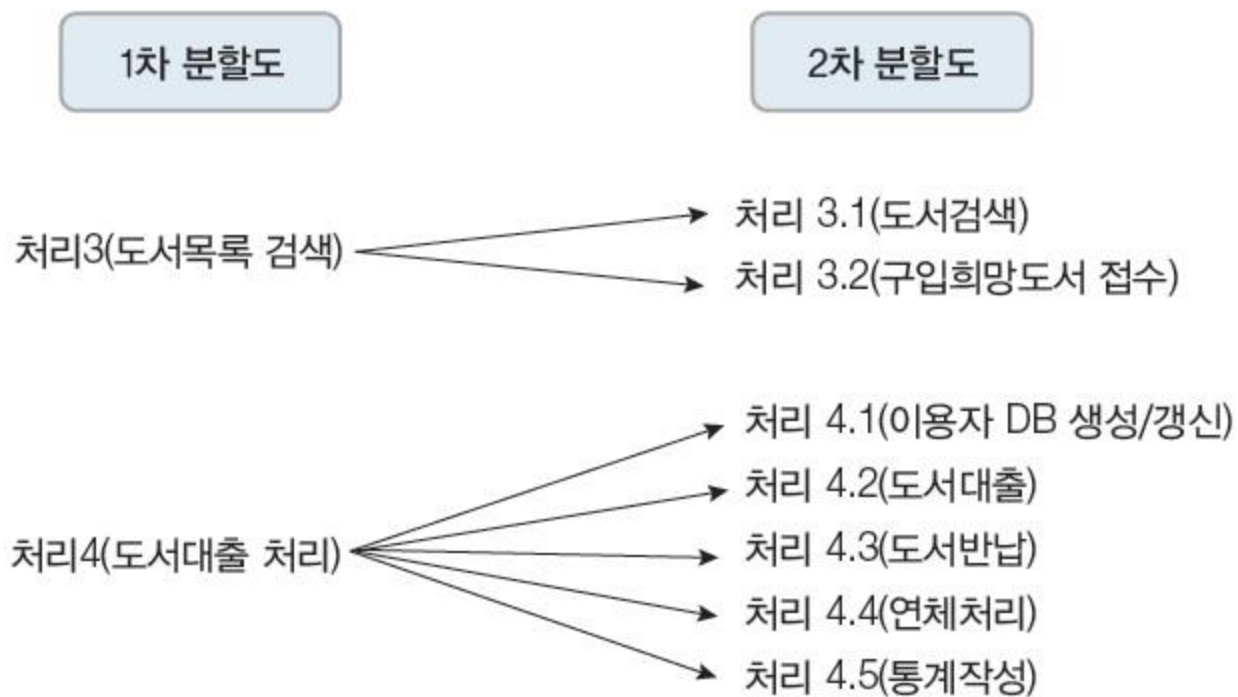 1차 분할도
2차 분할도
처리3(도서목록 검색)
처리 3.1(도서검색)
처리 3.2(구입희망도서 접수)
처리4(도서대출 처리)
처리 4.1(이용자 DB 생성/갱신)
처리 4.2(도서대출)
처리 4.3(도서반납)
처리 4.4(연체처리)
처리 4.5(통계작성)